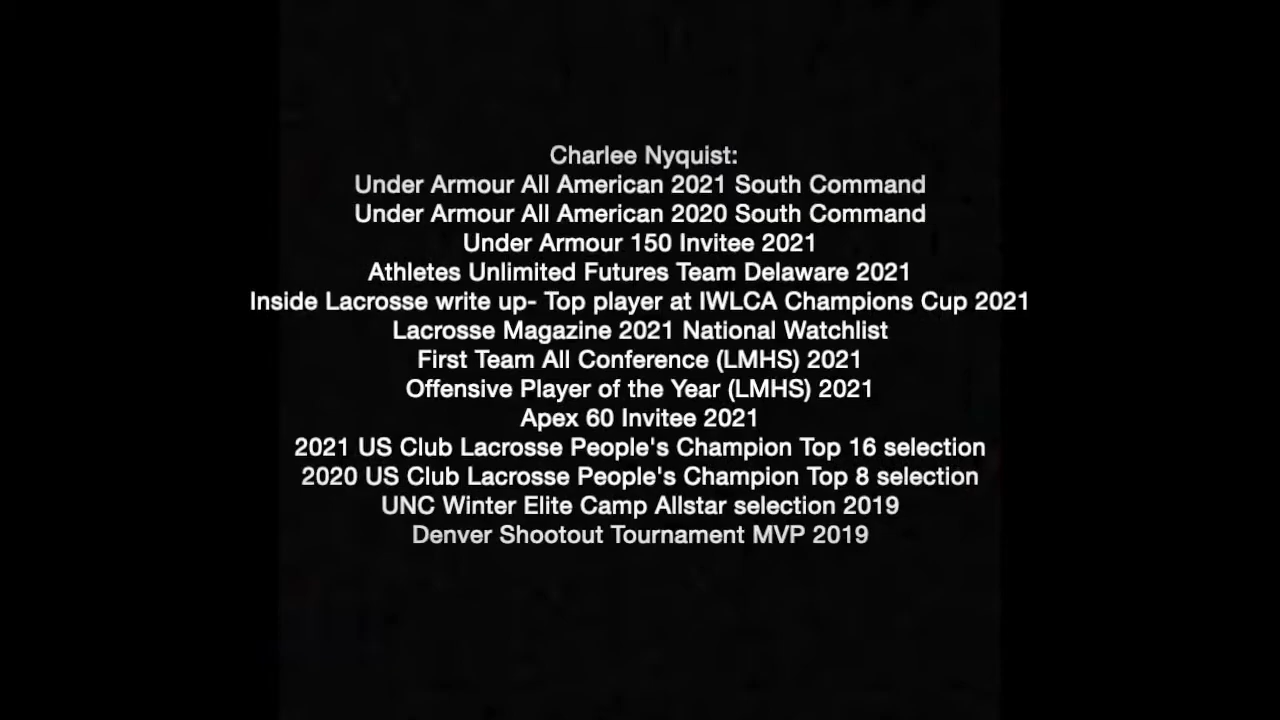 Charlee Nyquist:
Under Armour All American 2021 South Command
Under Armour All American 2020 South Command
Under Armour 150 Invitee 2021
Athletes Unlimited Futures Team Delaware 2021
Inside Lacrosse write up- Top player at IWLCA Champions Cup 2021
Lacrosse Magazine 2021 National Watchlist
First Team All Conference (LMHS) 2021
Offensive Player of the Year (LMHS) 2021
Apex 60 Invitee 2021
2021 US Club Lacrosse People's Champion Top 16 selection
2020 US Club Lacrosse People's Champion Top 8 selection
UNC Winter Elite Camp Allstar selection 2019
Denver Shootout Tournament MVP 2019